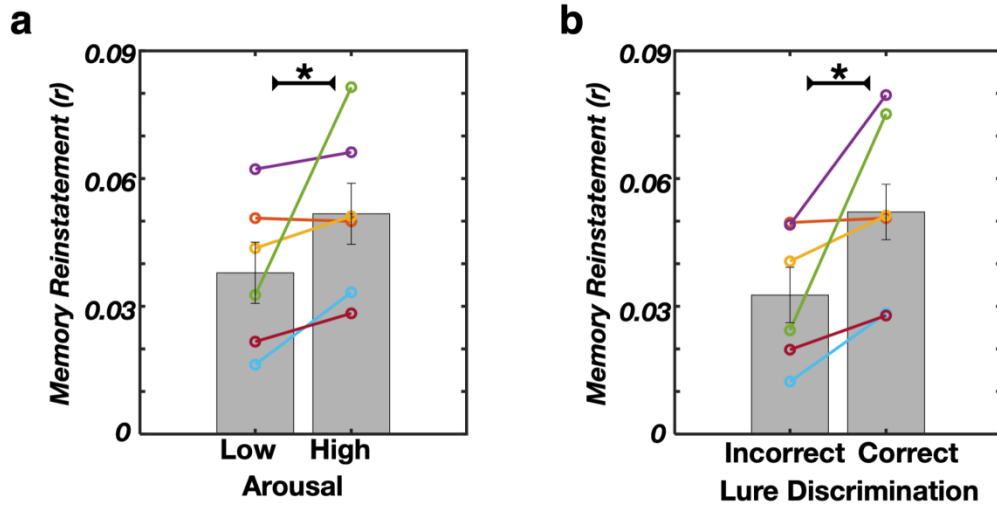 a
0.09
0.06
0.03
0
Memory Reinstatement (r)
*
Low High
Arousal
b
0.09
0.06
0.03
0
Memory Reinstatement (r)
*
Incorrect Correct
Lure Discrimination